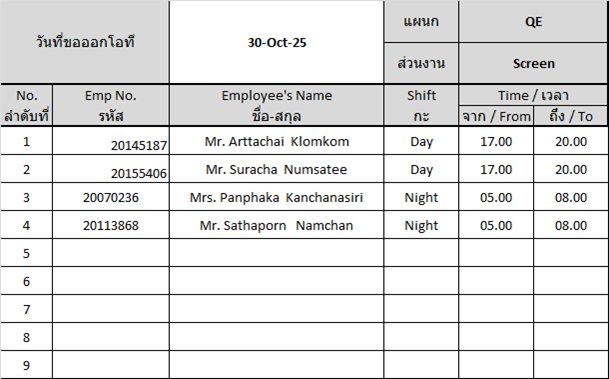 วันที่ขอออกโอที 30-Oct-25 แผนก QE
ส่วนงาน Screen
No. Emp No. Employee's Name Shift Time / เวลา
ลำดับที่ รหัส ชื่อ-สกุล กะ จาก / From ถึง / To
1 20145187 Mr. Arttachai Klomkom Day 17.00 20.00
2 20155406 Mr. Suracha Numsatee Day 17.00 20.00
3 20070236 Mrs. Panphaka Kanchanasiri Night 05.00 08.00
4 20113868 Mr. Sathaporn Namchan Night 05.00 08.00
5
6
7
8
9